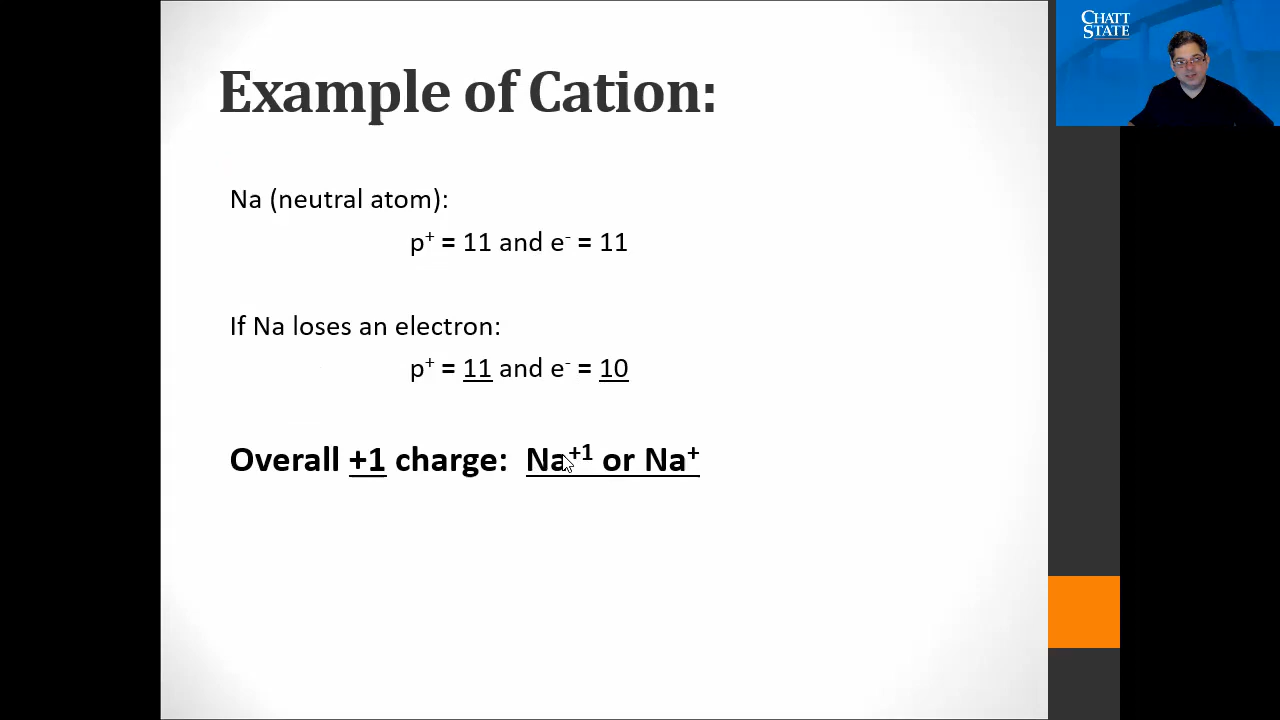 Example of Cation:
Na (neutral atom):
p⁺ = 11 and e⁻ = 11
If Na loses an electron:
p⁺ = 11 and e⁻ = 10
Overall +1 charge: Na⁺¹ or Na⁺
CHATT
STATE